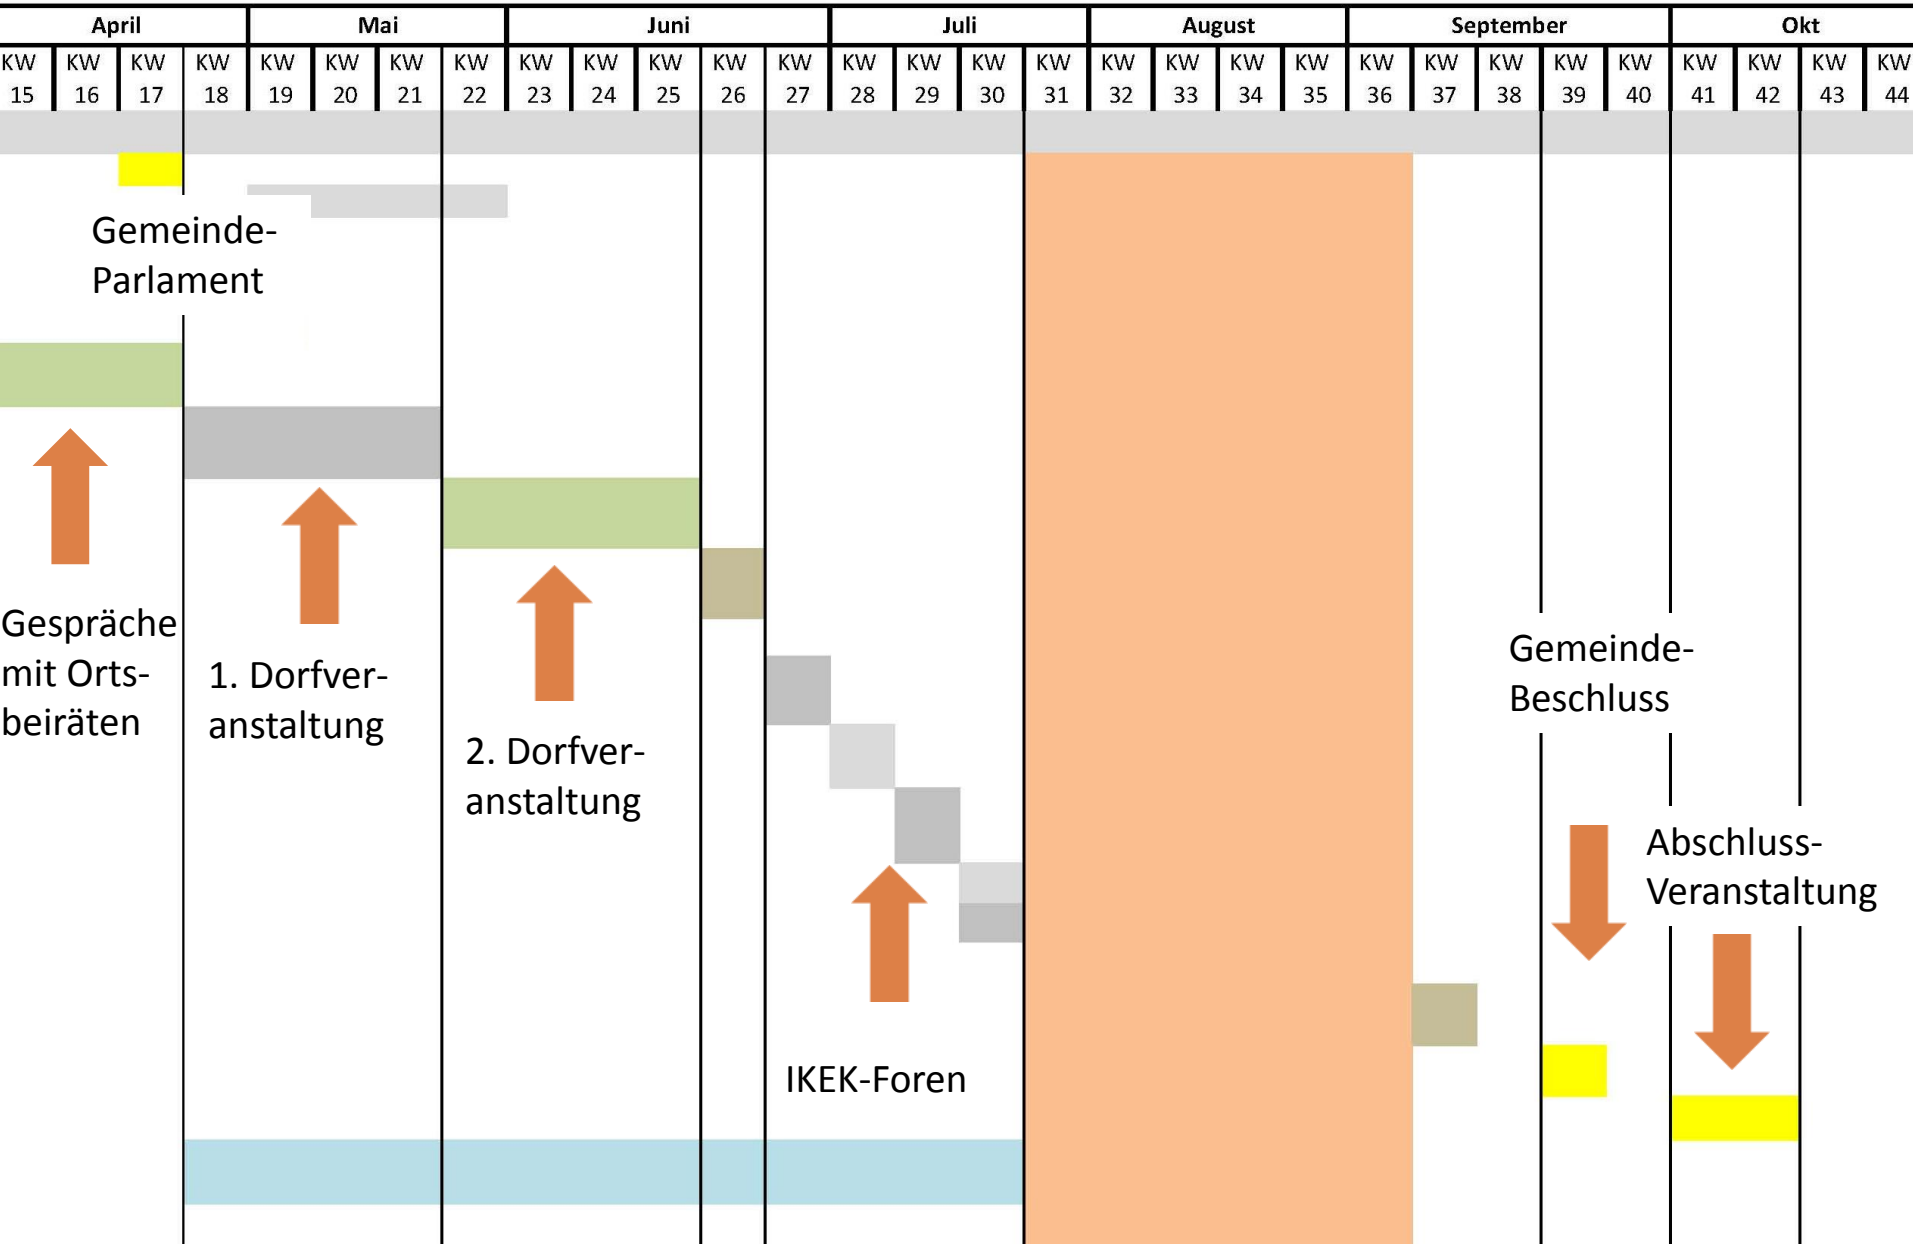 April Mai Juni Juli August September Okt
KW KW KW KW KW KW KW KW KW KW KW KW KW KW KW KW KW KW KW KW KW KW KW KW KW KW KW KW KW KW
15 16 17 18 19 20 21 22 23 24 25 26 27 28 29 30 31 32 33 34 35 36 37 38 39 40 41 42 43 44
Gemeinde-
Parlament
Gespräche
mit Orts-
beiräten
1. Dorfver-
anstaltung
2. Dorfver-
anstaltung
IKEK-Foren
Gemeinde-
Beschluss
Abschluss-
Veranstaltung